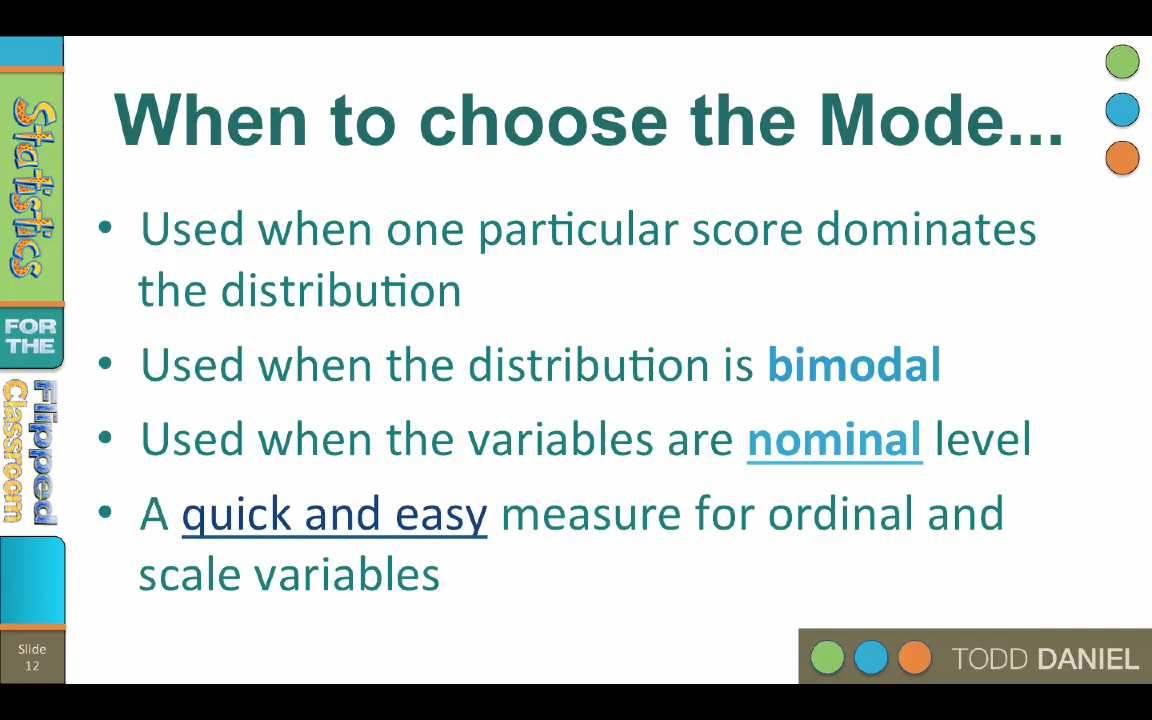 When to choose the Mode...
• Used when one particular score dominates
the distribution
• Used when the distribution is bimodal
• Used when the variables are nominal level
• A quick and easy measure for ordinal and
scale variables
Statistics
FOR THE
Flipped
Classroom
Slide
12
TODD DANIEL